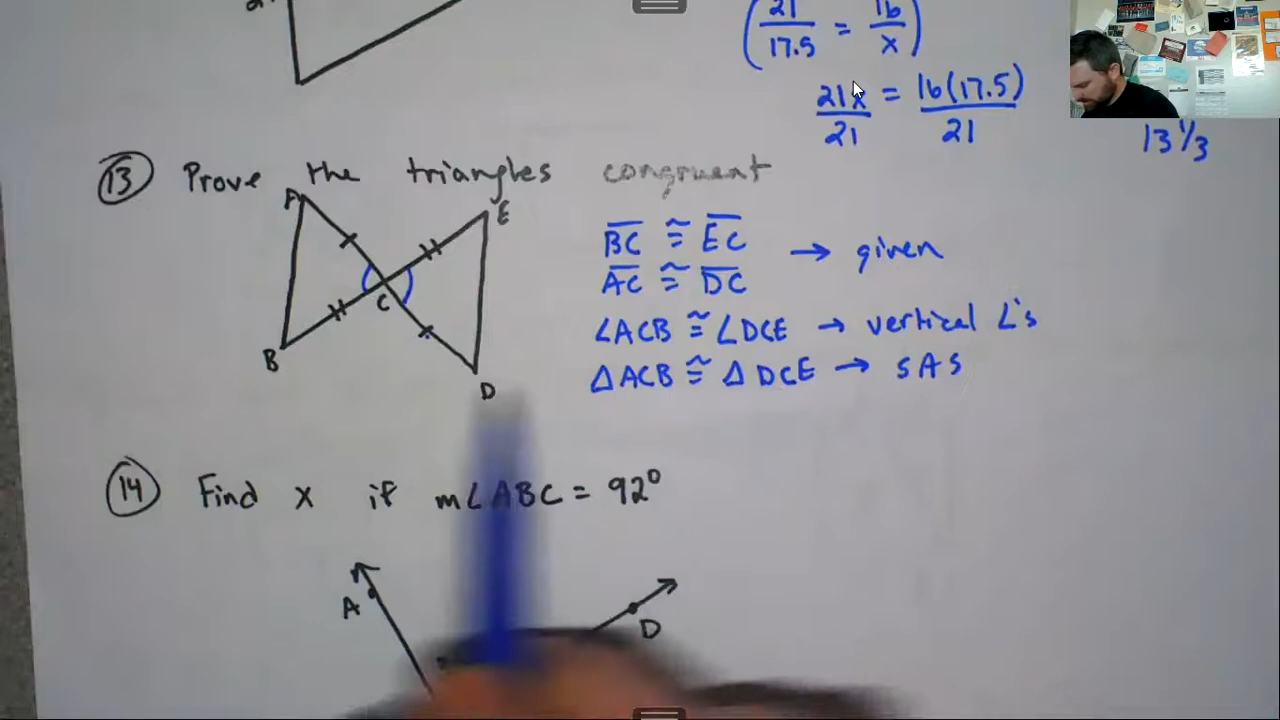 21/17.5 = 16/x
21x/21 = 16(17.5)/21
13 1/3
13 Prove the triangles congruent
A
E
C
B
D
BC ≅ EC
AC ≅ DC → given
∠ACB ≅ ∠DCE → vertical ∠'s
△ACB ≅ △DCE → SAS
14 Find x if m∠ABC = 92°
A
D